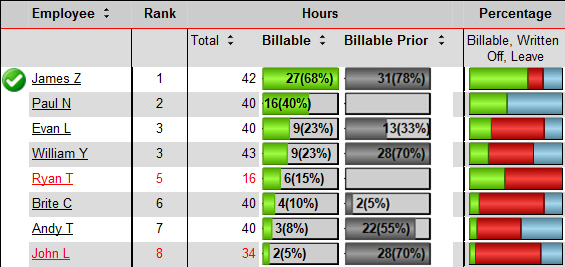 Employee Rank Hours Percentage
Total Billable Billable Prior Billable, Written
Off, Leave
James Z 1 42 27(68%) 31(78%)
Paul N 2 40 16(40%)
Evan L 3 40 9(23%) 13(33%)
William Y 3 43 9(23%) 28(70%)
Ryan T 5 16 6(15%)
Brite C 6 40 4(10%) 2(5%)
Andy T 7 40 3(8%) 22(55%)
John L 8 34 2(5%) 28(70%)